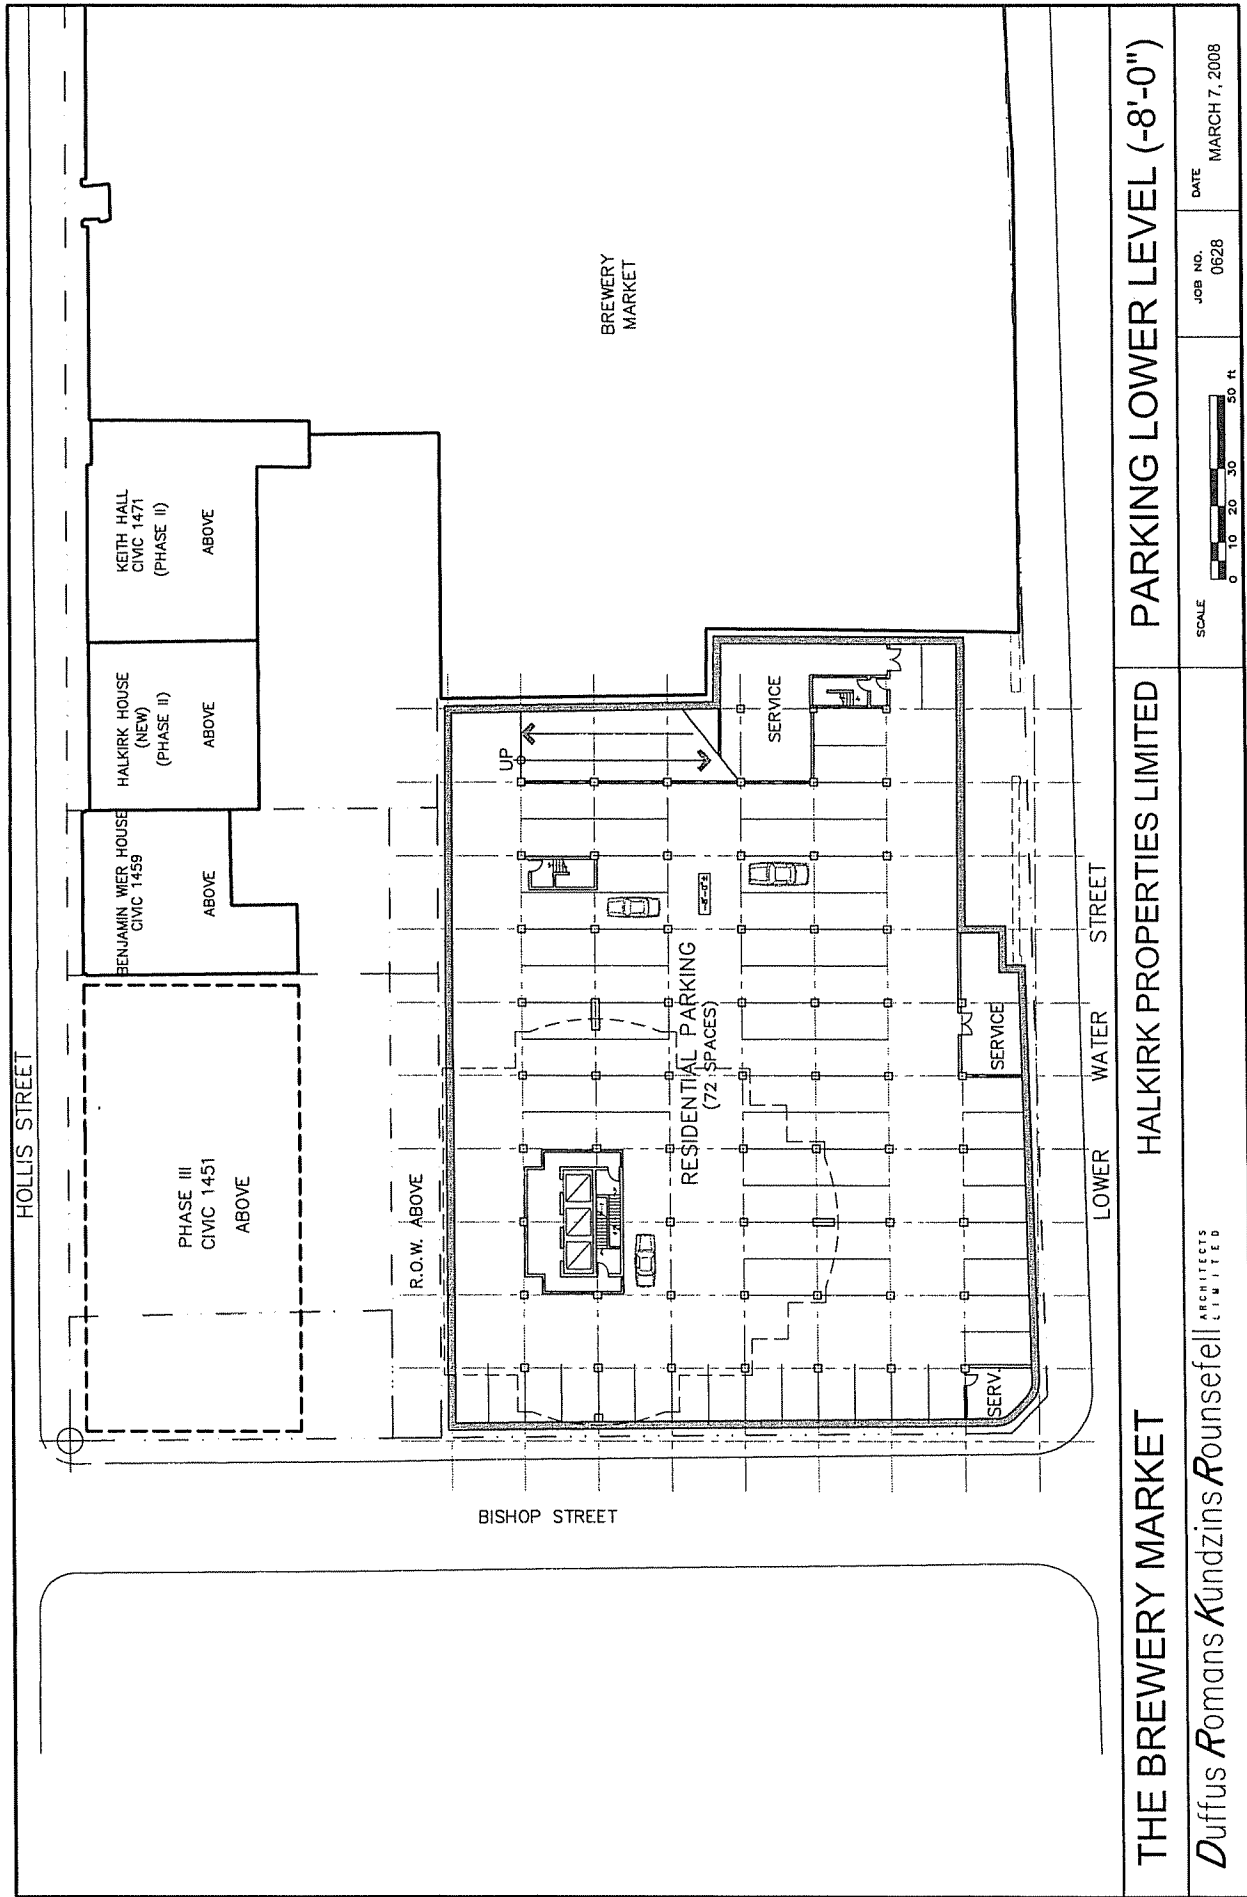 HOLLIS STREET
PHASE III
CIVIC 1451
ABOVE
BENJAMIN WIER HOUSE
CIVIC 1459
ABOVE
HALKIRK HOUSE
(NEW)
(PHASE II)
ABOVE
KEITH HALL
CIVIC 1471
(PHASE II)
ABOVE
R.O.W. ABOVE
BREWERY
MARKET
UP
SERVICE
-8'-0"±
RESIDENTIAL PARKING
(72 SPACES)
SERVICE
SERV.
BISHOP STREET
LOWER WATER STREET
THE BREWERY MARKET
HALKIRK PROPERTIES LIMITED
PARKING LOWER LEVEL (-8'-0")
Duffus Romans Kundzins Rounsefell ARCHITECTS
LIMITED
SCALE
0 10 20 30 50 ft
JOB NO.
0628
DATE
MARCH 7, 2008